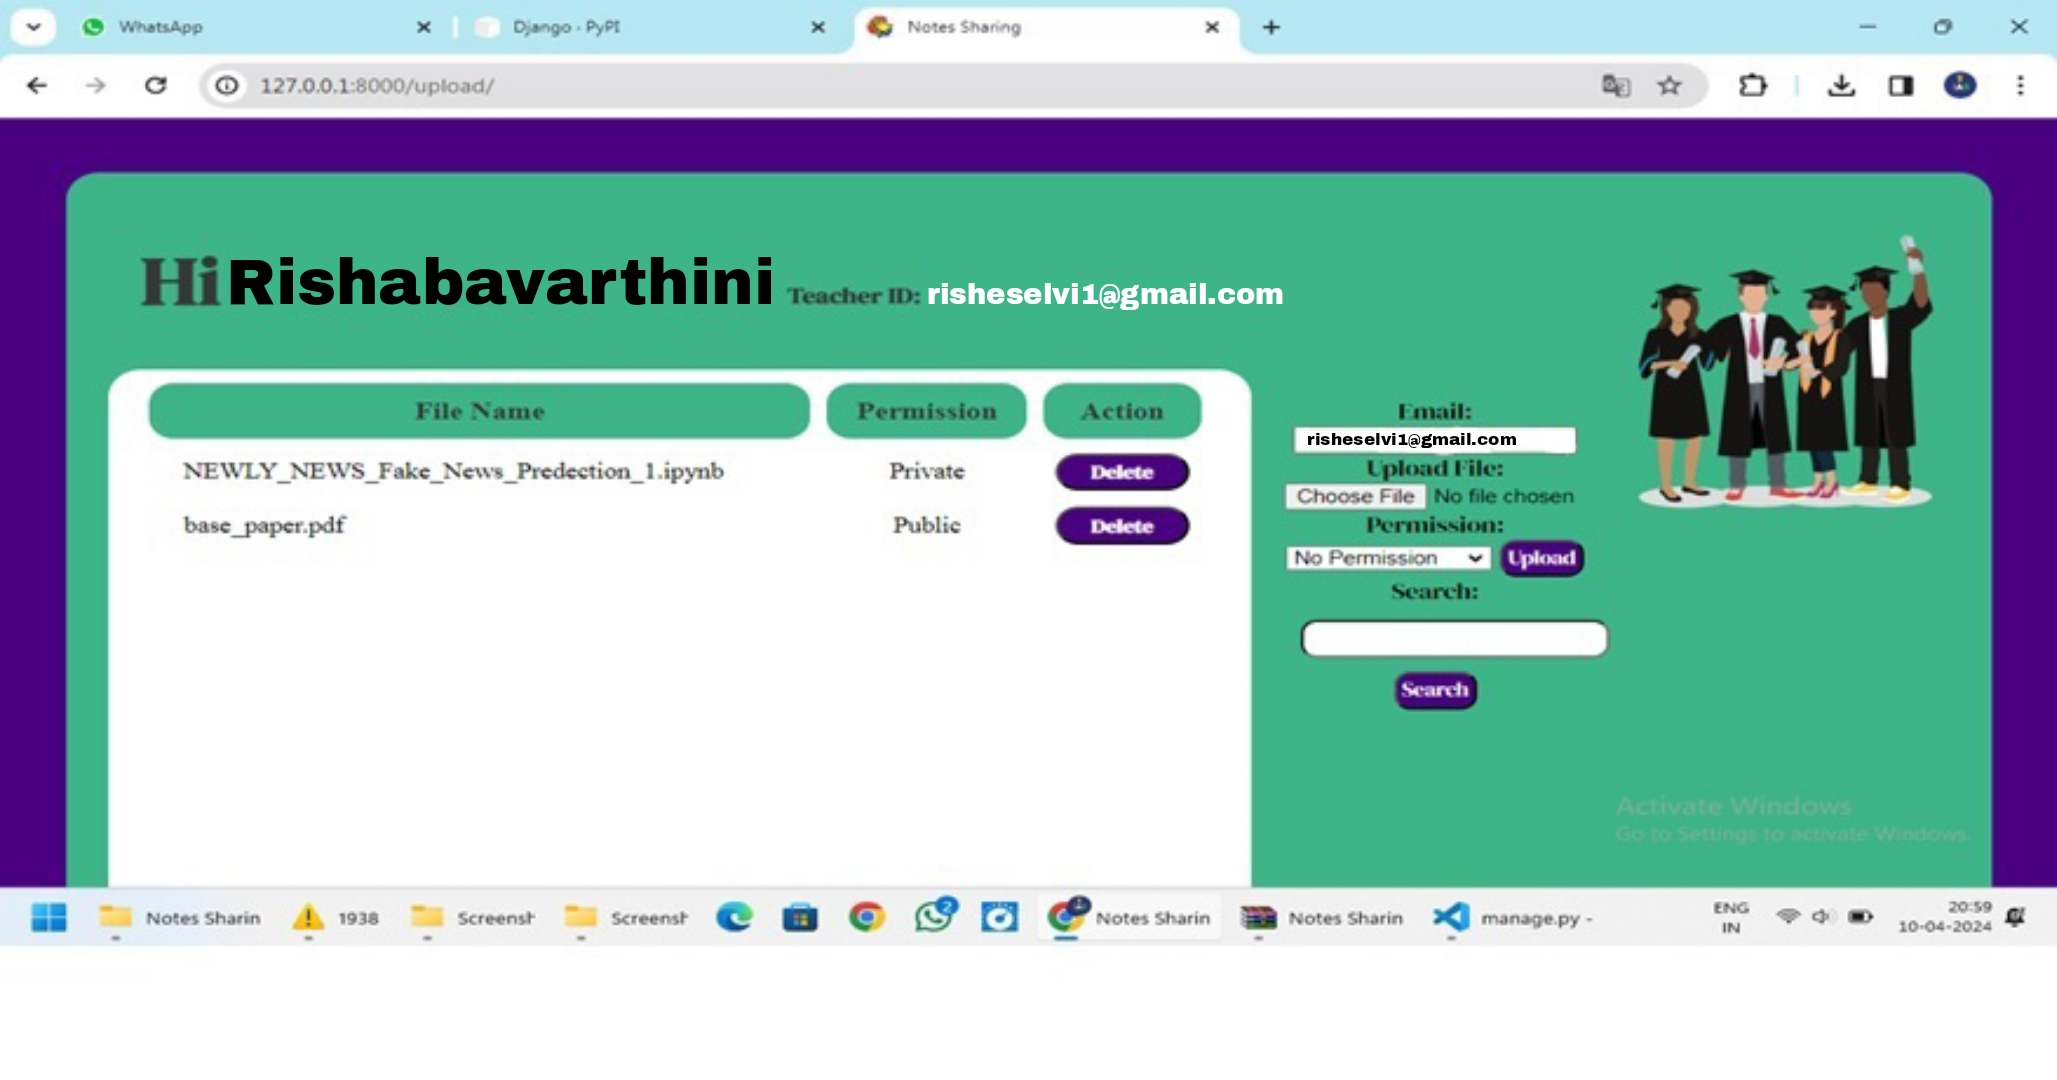 WhatsApp
Django · PyPI
Notes Sharing
127.0.0.1:8000/upload/
Hi Rishabavarthini Teacher ID: risheselvi1@gmail.com
File Name Permission Action
NEWLY_NEWS_Fake_News_Predection_1.ipynb Private Delete
base_paper.pdf Public Delete
Email:
risheselvi1@gmail.com
Upload File:
Choose File No file chosen
Permission:
No Permission Upload
Search:
Search
Activate Windows
Go to Settings to activate Windows.
Notes Sharin 1938 Screensh Screensh 2 Notes Sharin Notes Sharin manage.py -
ENG
IN
20:59
10-04-2024